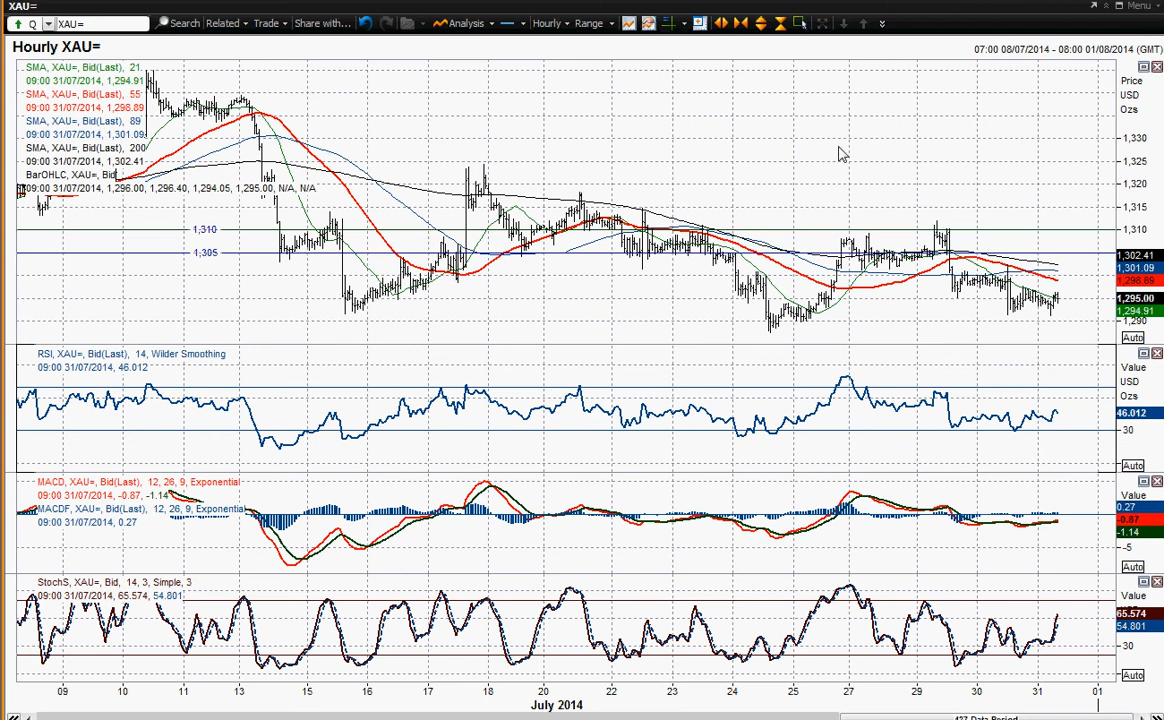 XAU=
Menu
Q XAU= Search Related Trade Share with... Analysis Hourly Range
Hourly XAU=
07:00 08/07/2014 - 08:00 01/08/2014 (GMT)
SMA, XAU=, Bid(Last), 21
09:00 31/07/2014, 1,294.91
SMA, XAU=, Bid(Last), 55
09:00 31/07/2014, 1,298.89
SMA, XAU=, Bid(Last), 89
09:00 31/07/2014, 1,301.09
SMA, XAU=, Bid(Last), 200
09:00 31/07/2014, 1,302.41
BarOHLC, XAU=, Bid
09:00 31/07/2014, 1,296.00, 1,296.40, 1,294.05, 1,295.00, N/A, N/A
Price
USD
Ozs
1,330
1,325
1,320
1,315
1,310
1,310
1,305
1,302.41
1,301.09
1,298.89
1,295.00
1,294.91
1,290
Auto
RSI, XAU=, Bid(Last), 14, Wilder Smoothing
09:00 31/07/2014, 46.012
Value
USD
Ozs
46.012
30
Auto
MACD, XAU=, Bid(Last), 12, 26, 9, Exponential
09:00 31/07/2014, -0.87, -1.14
MACDF, XAU=, Bid(Last), 12, 26, 9, Exponential
09:00 31/07/2014, 0.27
Value
0.27
-0.87
-1.14
-5
Auto
StochS, XAU=, Bid, 14, 3, Simple, 3
09:00 31/07/2014, 65.574, 54.801
Value
65.574
54.801
30
Auto
09 10 11 13 14 15 16 17 18 20 21 22 23 24 25 27 28 29 30 31 01
July 2014
427 Data Period